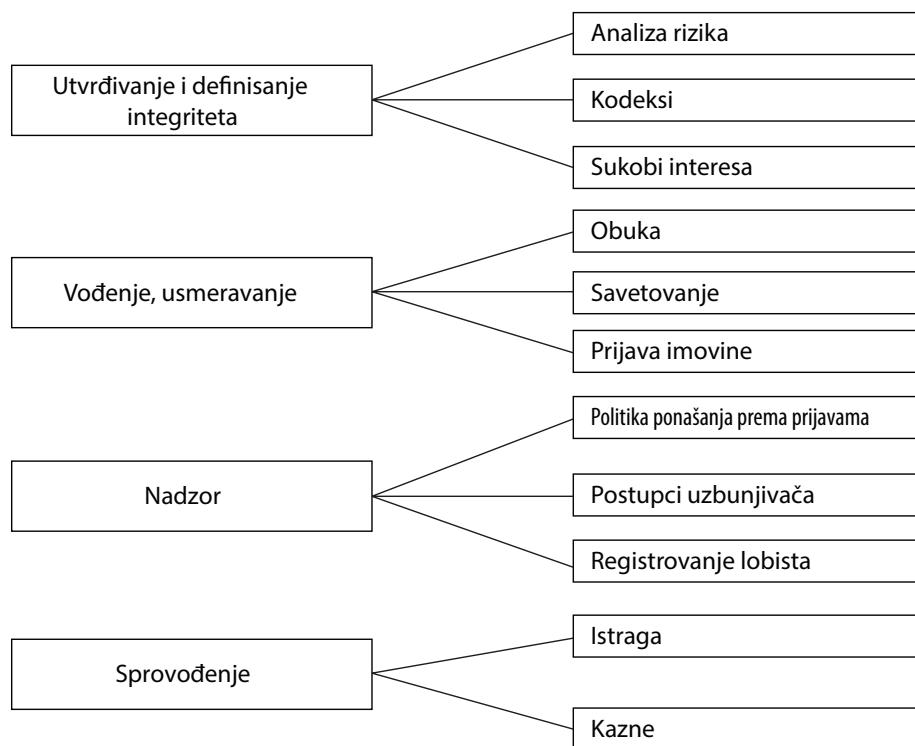 Utvrđivanje i definisanje
integriteta
Analiza rizika
Kodeksi
Sukobi interesa
Vođenje, usmeravanje
Obuka
Savetovanje
Prijava imovine
Nadzor
Politika ponašanja prema prijavama
Postupci uzbunjivača
Registrovanje lobista
Sprovođenje
Istraga
Kazne